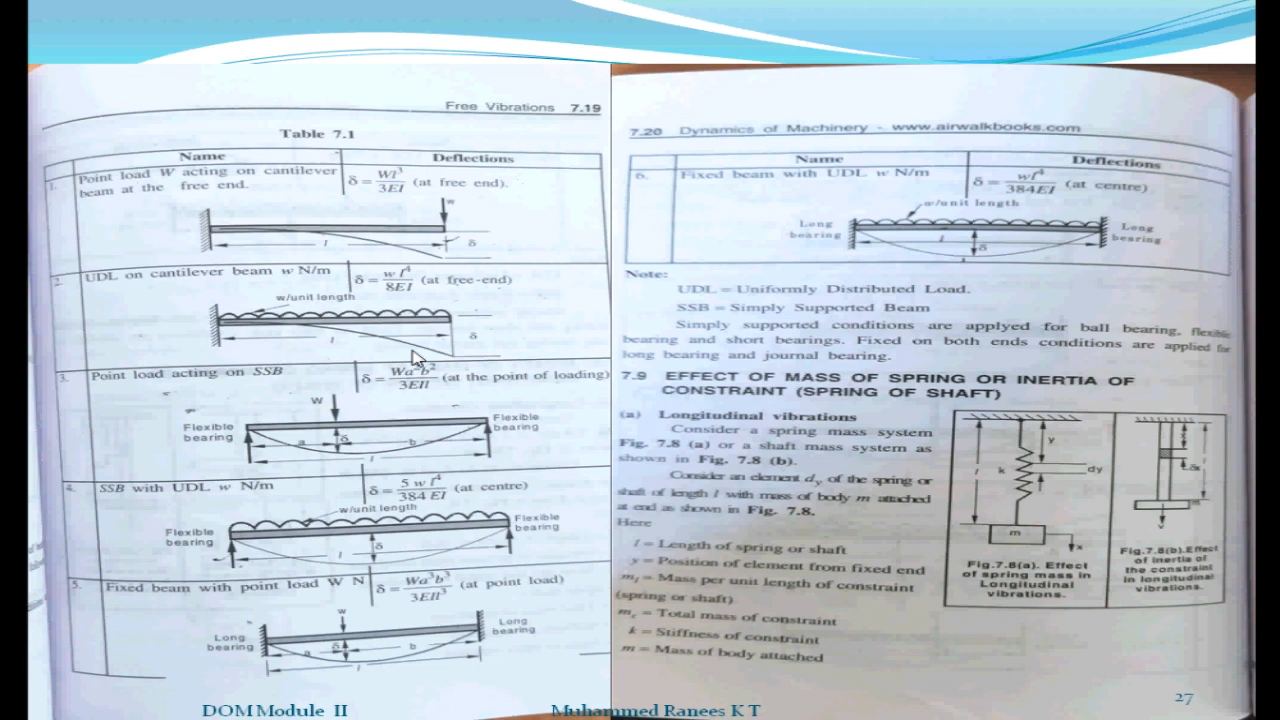 Free Vibrations 7.19
Table 7.1
Name Deflections
1. Point load W acting on cantilever beam at the free end. δ = Wl³/3EI (at free end).
w
l δ
2. UDL on cantilever beam w N/m δ = w l⁴/8EI (at free-end)
w/unit length
l δ
3. Point load acting on SSB δ = Wa²b²/3EIl (at the point of loading)
W
Flexible bearing Flexible bearing
a δ b
l
4. SSB with UDL w N/m δ = 5 w l⁴/384 EI (at centre)
w/unit length
Flexible bearing Flexible bearing
l δ
5. Fixed beam with point load W N δ = Wa³b³/3EIl³ (at point load)
w
Long bearing Long bearing
a δ b
l
7.20 Dynamics of Machinery - www.airwalkbooks.com
Name Deflections
6. Fixed beam with UDL w N/m δ = wl⁴/384EI (at centre)
w/unit length
Long bearing Long bearing
l δ
Note:
UDL = Uniformly Distributed Load.
SSB = Simply Supported Beam
Simply supported conditions are applyed for ball bearing, flexible
bearing and short bearings. Fixed on both ends conditions are applied for
long bearing and journal bearing.
7.9 EFFECT OF MASS OF SPRING OR INERTIA OF
CONSTRAINT (SPRING OF SHAFT)
(a) Longitudinal vibrations
Consider a spring mass system
Fig. 7.8 (a) or a shaft mass system as
shown in Fig. 7.8 (b).
Consider an element dy of the spring or
shaft of length l with mass of body m attached
at end as shown in Fig. 7.8.
Here
l = Length of spring or shaft
y = Position of element from fixed end
m₁ = Mass per unit length of constraint
(spring or shaft)
m꜀ = Total mass of constraint
k = Stiffness of constraint
m = Mass of body attached
y
l k dy
m
x
Fig.7.8(a). Effect
of spring mass in
Longitudinal
vibrations.
m
Fig.7.8(b).Effect
of inertia of
the constraint
in longitudinal
vibrations.
DOM Module II
Muhammed Ranees K T
27